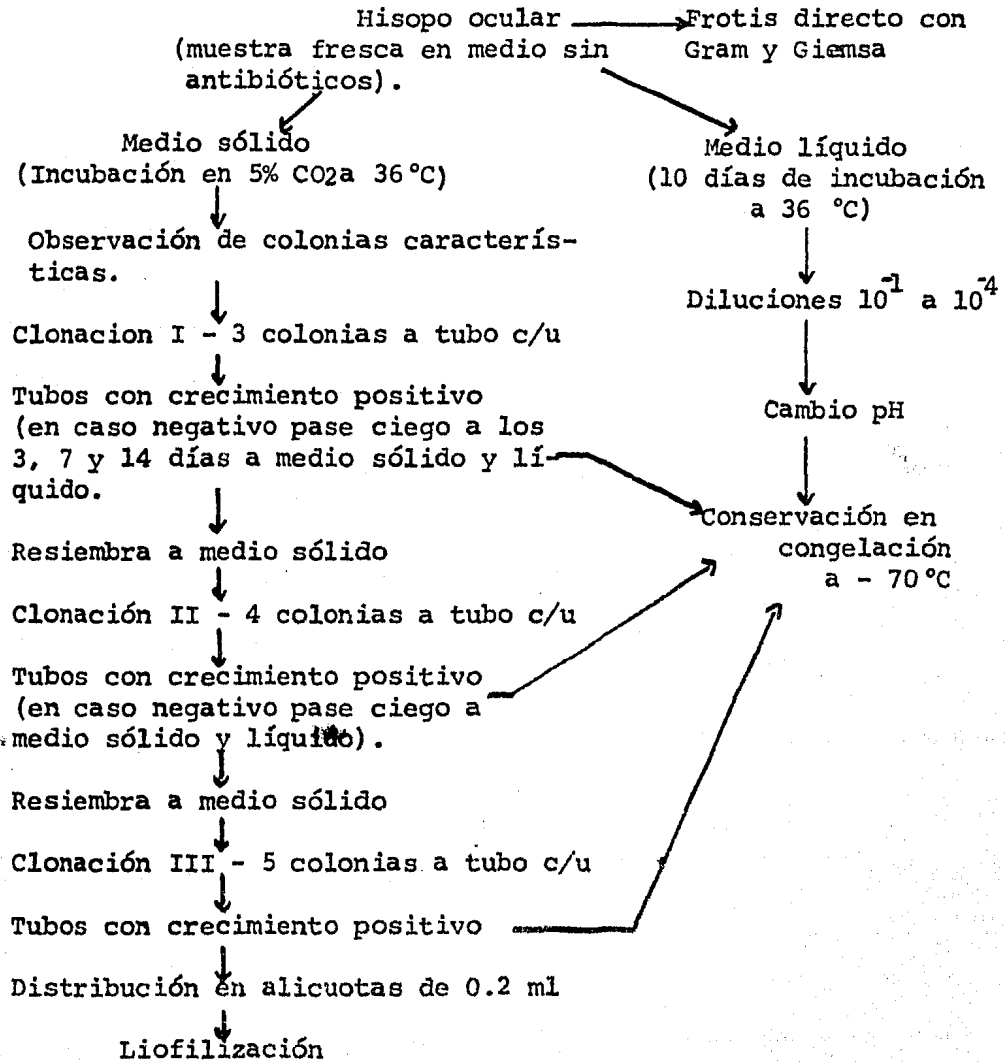 Hisopo ocular
(muestra fresca en medio sin
antibióticos).
Frotis directo con
Gram y Giemsa
Medio sólido
(Incubación en 5% CO2a 36°C)
Observación de colonias caracterís-
ticas.
Clonacion I - 3 colonias a tubo c/u
Tubos con crecimiento positivo
(en caso negativo pase ciego a los
3, 7 y 14 días a medio sólido y lí-
quido.
Resiembra a medio sólido
Clonación II - 4 colonias a tubo c/u
Tubos con crecimiento positivo
(en caso negativo pase ciego a
medio sólido y líquido).
Resiembra a medio sólido
Clonación III - 5 colonias a tubo c/u
Tubos con crecimiento positivo
Distribución en alicuotas de 0.2 ml
Liofilización
Medio líquido
(10 días de incubación
a 36 °C)
Diluciones 10⁻¹ a 10⁻⁴
Cambio pH
Conservación en
congelación
a - 70°C